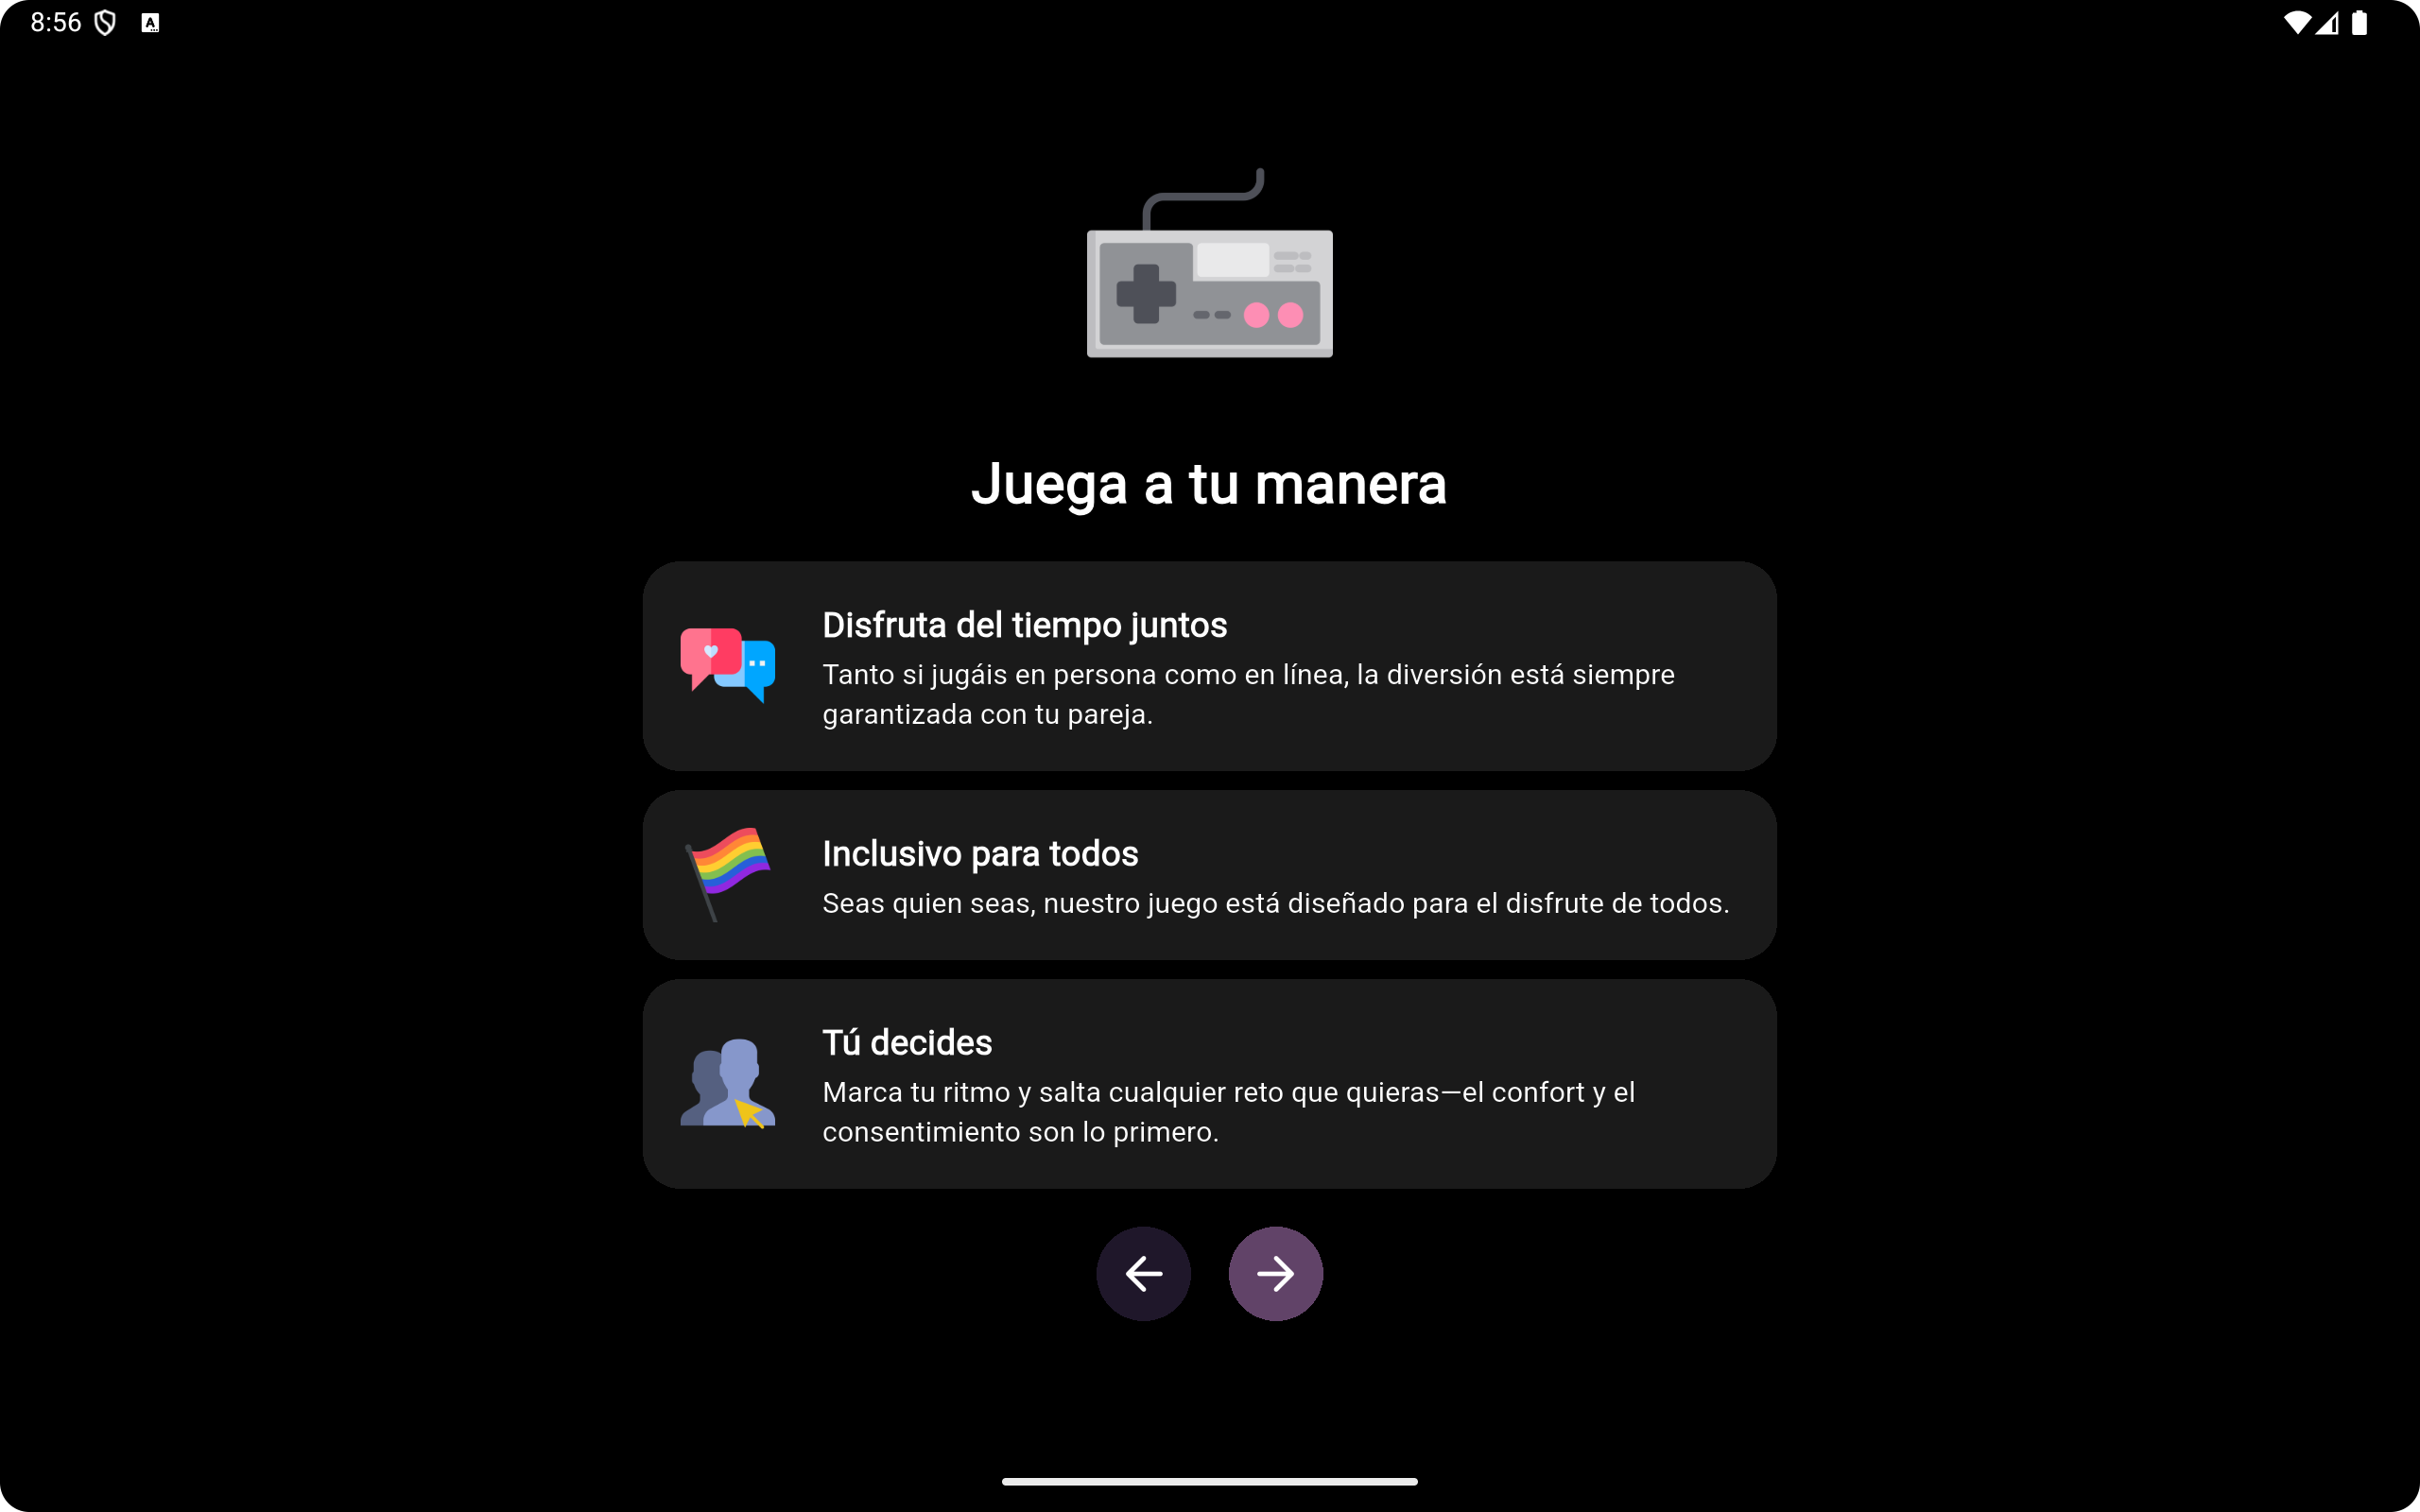 8:56
Juega a tu manera
Disfruta del tiempo juntos
Tanto si jugáis en persona como en línea, la diversión está siempre
garantizada con tu pareja.
Inclusivo para todos
Seas quien seas, nuestro juego está diseñado para el disfrute de todos.
Tú decides
Marca tu ritmo y salta cualquier reto que quieras—el confort y el
consentimiento son lo primero.